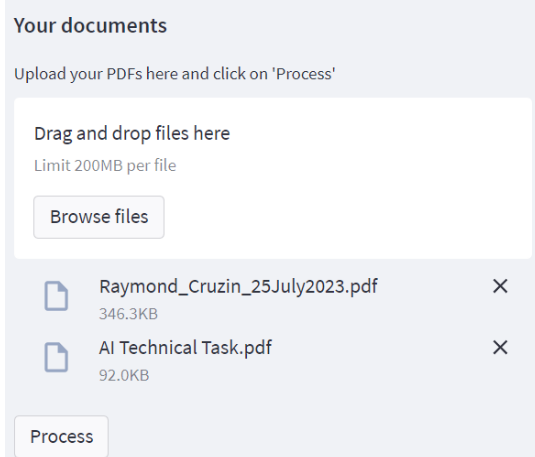 Your documents
Upload your PDFs here and click on 'Process'
Drag and drop files here
Limit 200MB per file
Browse files
Raymond_Cruzin_25July2023.pdf
346.3KB
AI Technical Task.pdf
92.0KB
Process